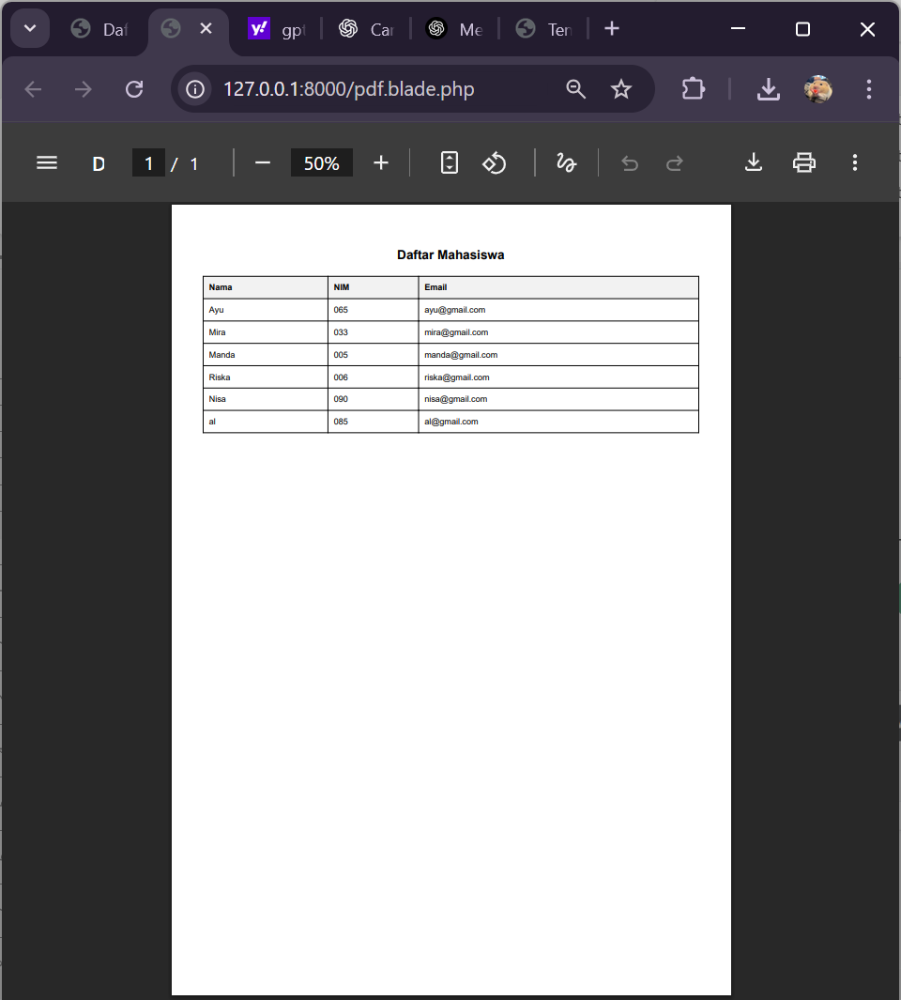 Daf
gpt
Car
Me
Ten
127.0.0.1:8000/pdf.blade.php
D
1 / 1
50%
Daftar Mahasiswa
Nama NIM Email
Ayu 065 ayu@gmail.com
Mira 033 mira@gmail.com
Manda 005 manda@gmail.com
Riska 006 riska@gmail.com
Nisa 090 nisa@gmail.com
al 085 al@gmail.com